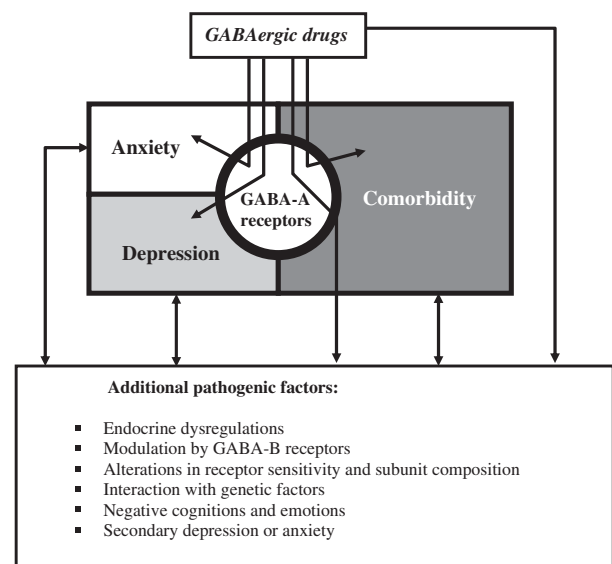 GABAergic drugs
Anxiety
GABA-A
receptors
Comorbidity
Depression
Additional pathogenic factors:
▪ Endocrine dysregulations
▪ Modulation by GABA-B receptors
▪ Alterations in receptor sensitivity and subunit composition
▪ Interaction with genetic factors
▪ Negative cognitions and emotions
▪ Secondary depression or anxiety